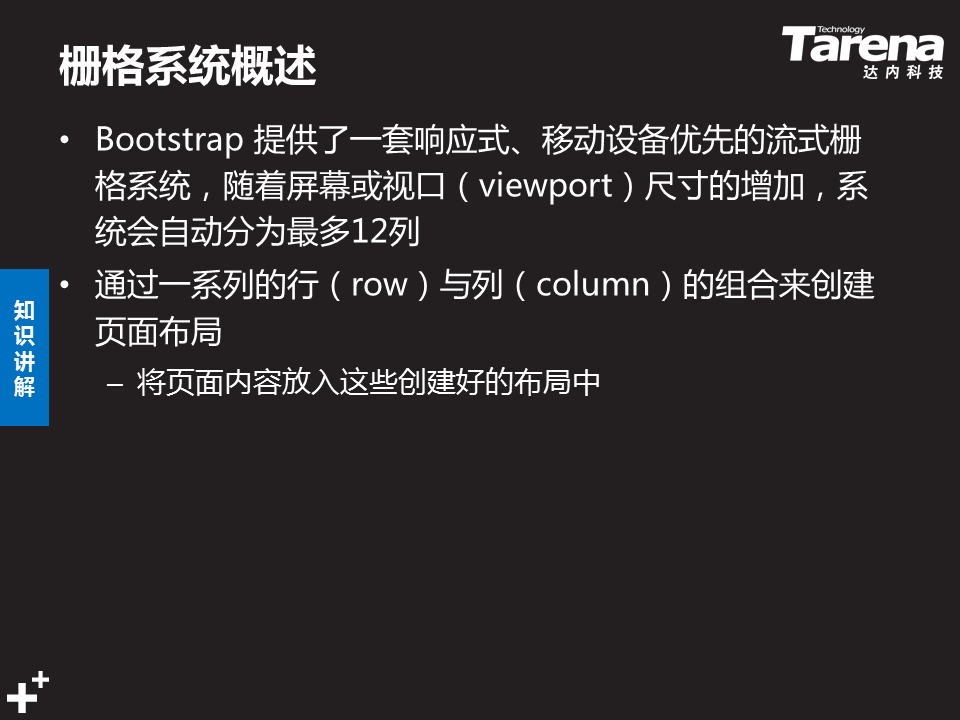 栅格系统概述
Technology
Tarena
达内科技
• Bootstrap 提供了一套响应式、移动设备优先的流式栅
格系统，随着屏幕或视口（viewport）尺寸的增加，系
统会自动分为最多12列
• 通过一系列的行（row）与列（column）的组合来创建
页面布局
– 将页面内容放入这些创建好的布局中
知
识
讲
解